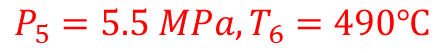 P₅ = 5.5 MPa, T₆ = 490°C